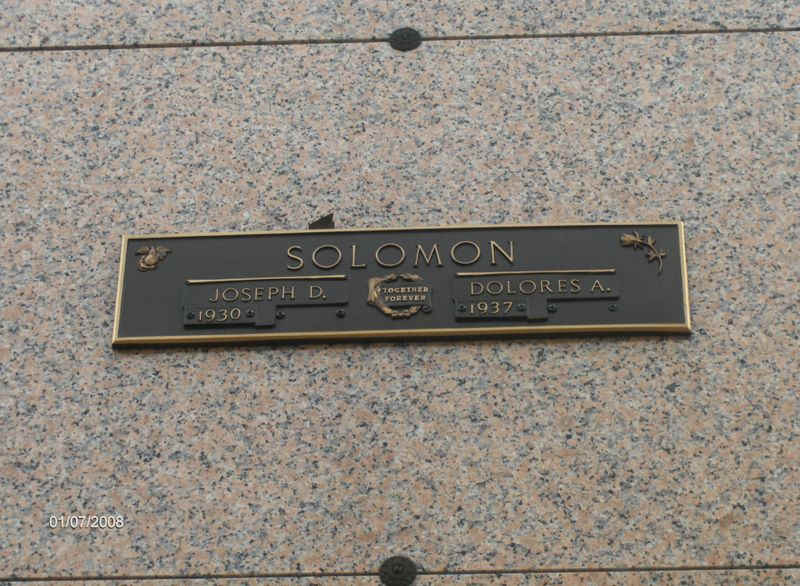 SOLOMON
JOSEPH D.
1930
TOGETHER
FOREVER
DOLORES A.
1937
01/07/2008